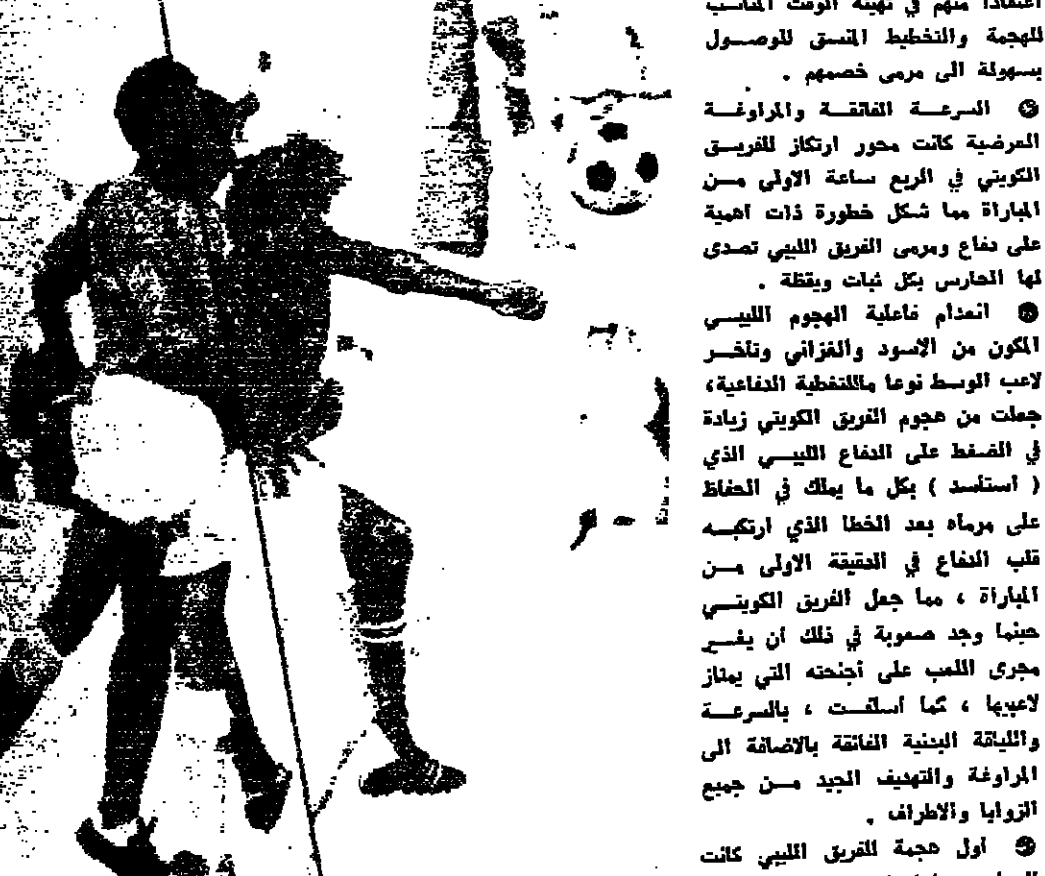 اعتقادا منهم في تهيئة الوقت المناسب
للهجمة والتخطيط المنسق للوصول
بسهولة الى مرمى خصمهم .
السرعة الفائقة والمراوغة
العرضية كانت محور ارتكاز للفريق
الكويتي في الربع ساعة الاولى من
المباراة مما شكل خطورة ذات اهمية
على دفاع ومرمى الفريق الليبي تصدى
لها الحارس بكل ثبات ويقظة .
انعدام فاعلية الهجوم الليبي
المكون من الاسود والغزاني وتأخر
لاعب الوسط نوعا ماللتغطية الدفاعية،
جعلت من هجوم الفريق الكويتي زيادة
في الضغط على الدفاع الليبي الذي
( استأسد ) بكل ما يملك في الحفاظ
على مرماه بعد الخطا الذي ارتكبه
قلب الدفاع في الدقيقة الاولى من
المباراة ، مما جعل الفريق الكويتي
حينما وجد صعوبة في ذلك أن يغير
مجرى اللعب على أجنحته التي يمتاز
لاعبيها ، كما أسلفت ، بالسرعة
واللياقة البدنية الفائقة بالاضافة الى
المراوغة والتهديف الجيد من جميع
الزوايا والاطراف .
أول هجمة للفريق الليبي كانت